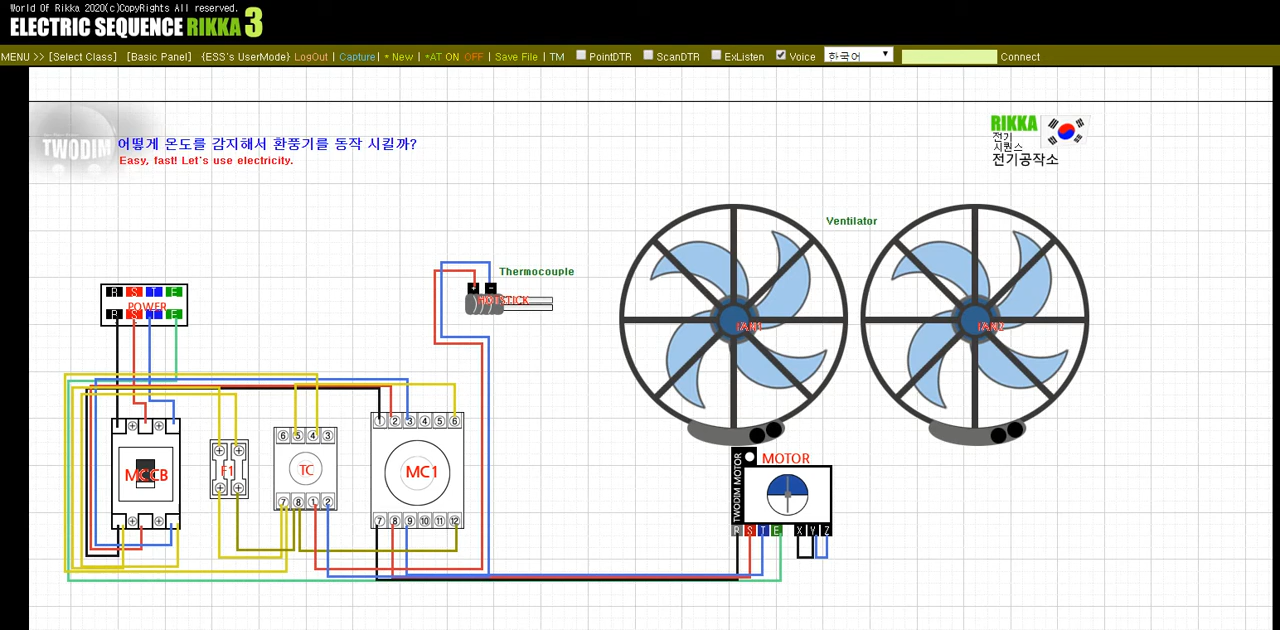 World Of Rikka 2020(c)CopyRights All reserved.
ELECTRIC SEQUENCE RIKKA 3
MENU >> [Select Class] [Basic Panel] {ESS's UserMode} LogOut | Capture | * New | *AT ON OFF | Save File | TM PointDTR ScanDTR ExListen Voice 한국어 Connect
TWODIM
어떻게 온도를 감지해서 환풍기를 동작 시킬까?
Easy, fast! Let's use electricity.
RIKKA
전기
시퀀스
전기공작소
Ventilator
Thermocouple
HOTSTICK
R S T E
POWER
R S T E
FAN1
FAN2
MCCB
F1
6 5 4 3
TC
7 8 1 2
1 2 3 4 5 6
MC1
7 8 9 10 11 12
MOTOR
TWODIM MOTOR
R S T E X Y Z